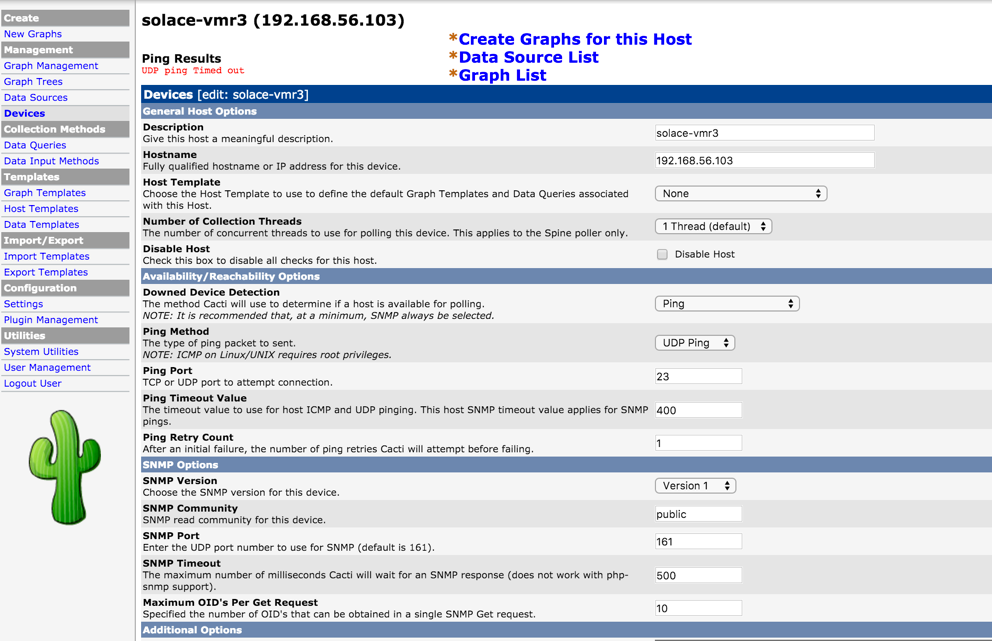 Create
New Graphs
Management
Graph Management
Graph Trees
Data Sources
Devices
Collection Methods
Data Queries
Data Input Methods
Templates
Graph Templates
Host Templates
Data Templates
Import/Export
Import Templates
Export Templates
Configuration
Settings
Plugin Management
Utilities
System Utilities
User Management
Logout User
solace-vmr3 (192.168.56.103)
Ping Results
UDP ping Timed out
*Create Graphs for this Host
*Data Source List
*Graph List
Devices [edit: solace-vmr3]
General Host Options
Description
Give this host a meaningful description.
solace-vmr3
Hostname
Fully qualified hostname or IP address for this device.
192.168.56.103
Host Template
Choose the Host Template to use to define the default Graph Templates and Data Queries associated
with this Host.
None
Number of Collection Threads
The number of concurrent threads to use for polling this device. This applies to the Spine poller only.
1 Thread (default)
Disable Host
Check this box to disable all checks for this host.
Disable Host
Availability/Reachability Options
Downed Device Detection
The method Cacti will use to determine if a host is available for polling.
NOTE: It is recommended that, at a minimum, SNMP always be selected.
Ping
Ping Method
The type of ping packet to sent.
NOTE: ICMP on Linux/UNIX requires root privileges.
UDP Ping
Ping Port
TCP or UDP port to attempt connection.
23
Ping Timeout Value
The timeout value to use for host ICMP and UDP pinging. This host SNMP timeout value applies for SNMP
pings.
400
Ping Retry Count
After an initial failure, the number of ping retries Cacti will attempt before failing.
1
SNMP Options
SNMP Version
Choose the SNMP version for this device.
Version 1
SNMP Community
SNMP read community for this device.
public
SNMP Port
Enter the UDP port number to use for SNMP (default is 161).
161
SNMP Timeout
The maximum number of milliseconds Cacti will wait for an SNMP response (does not work with php-
snmp support).
500
Maximum OID's Per Get Request
Specified the number of OID's that can be obtained in a single SNMP Get request.
10
Additional Options